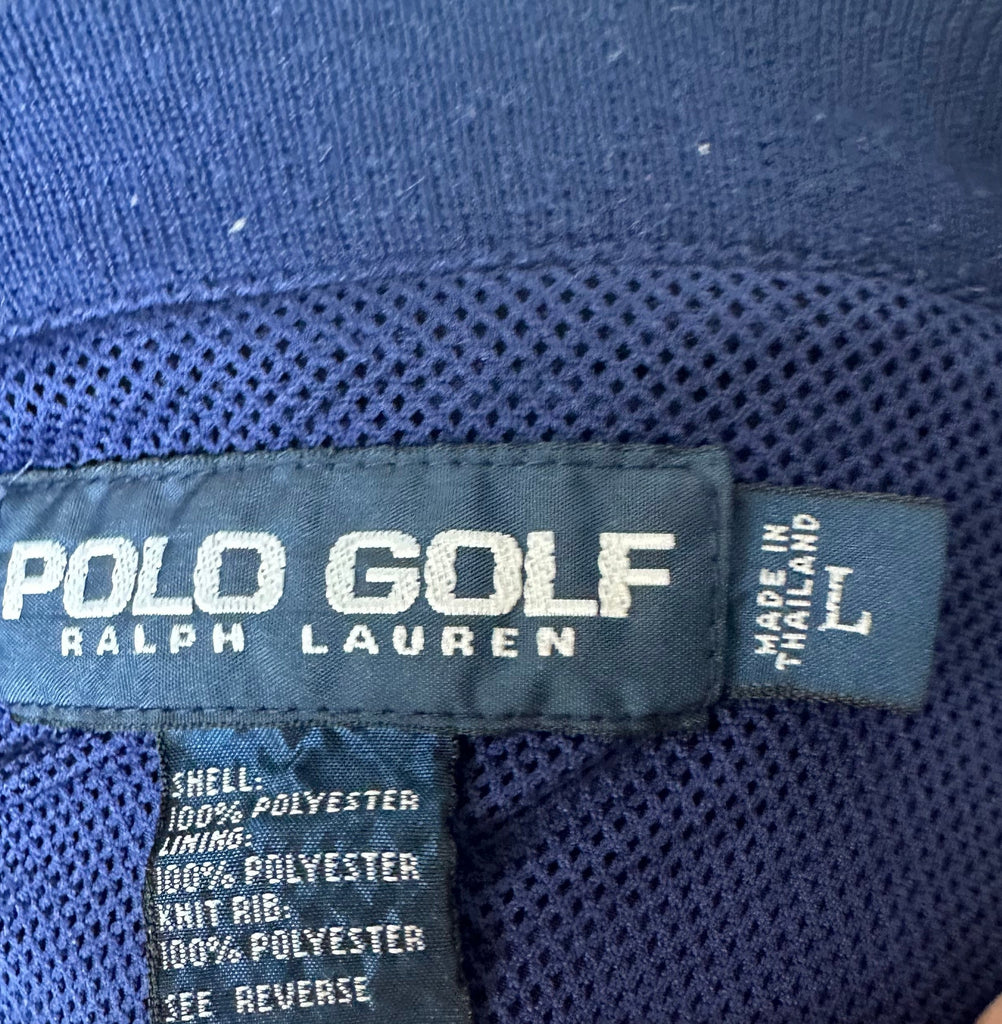 POLO GOLF
RALPH LAUREN
MADE IN
THAILAND
L
SHELL:
100% POLYESTER
LINING:
100% POLYESTER
KNIT RIB:
100% POLYESTER
SEE REVERSE